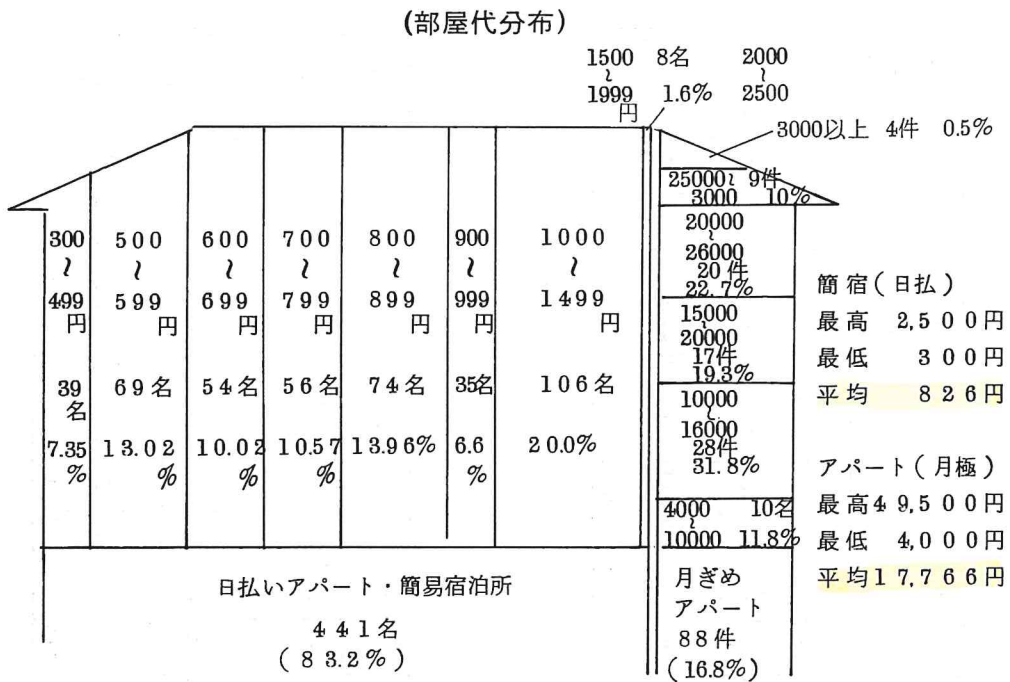 (部屋代分布)
1500
~
1999
円
8名
1.6%
2000
~
2500
3000以上 4件 0.5%
300
~
499
円
39
名
7.35
%
500
~
599
円
69名
13.02
%
600
~
699
円
54名
10.02
%
700
~
799
円
56名
10.57
%
800
~
899
円
74名
13.96%
900
~
999
円
35名
6.6
%
1000
~
1499
円
106名
20.0%
25000~ 9件
3000 10%
20000
~
26000
20件
22.7%
15000
~
20000
17件
19.3%
10000
~
16000
28件
31.8%
4000 10名
~
10000 11.8%
日払いアパート・簡易宿泊所
441名
(83.2%)
月ぎめ
アパート
88件
(16.8%)
簡宿(日払)
最高 2,500円
最低 300円
平均 826円
アパート(月極)
最高49,500円
最低 4,000円
平均17,766円